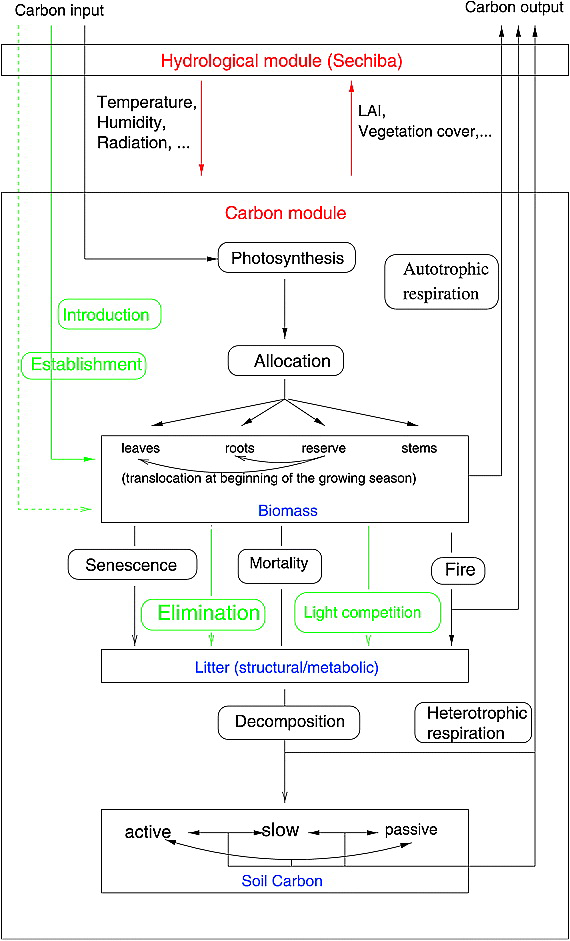 Carbon input
Carbon output
Hydrological module (Sechiba)
Temperature,
Humidity,
Radiation, ...
LAI,
Vegetation cover,...
Carbon module
Photosynthesis
Autotrophic
respiration
Introduction
Establishment
Allocation
leaves roots reserve stems
(translocation at beginning of the growing season)
Biomass
Senescence
Mortality
Fire
Elimination
Light competition
Litter (structural/metabolic)
Decomposition
Heterotrophic
respiration
active slow passive
Soil Carbon